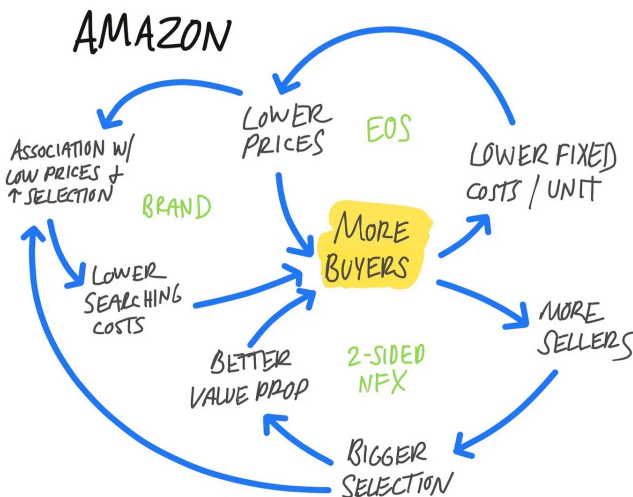 AMAZON
LOWER
PRICES
EOS
ASSOCIATION W/
LOW PRICES +
↑ SELECTION
LOWER FIXED
COSTS / UNIT
BRAND
MORE
BUYERS
LOWER
SEARCHING
COSTS
MORE
SELLERS
BETTER
VALUE PROP
2-SIDED
NFX
BIGGER
SELECTION